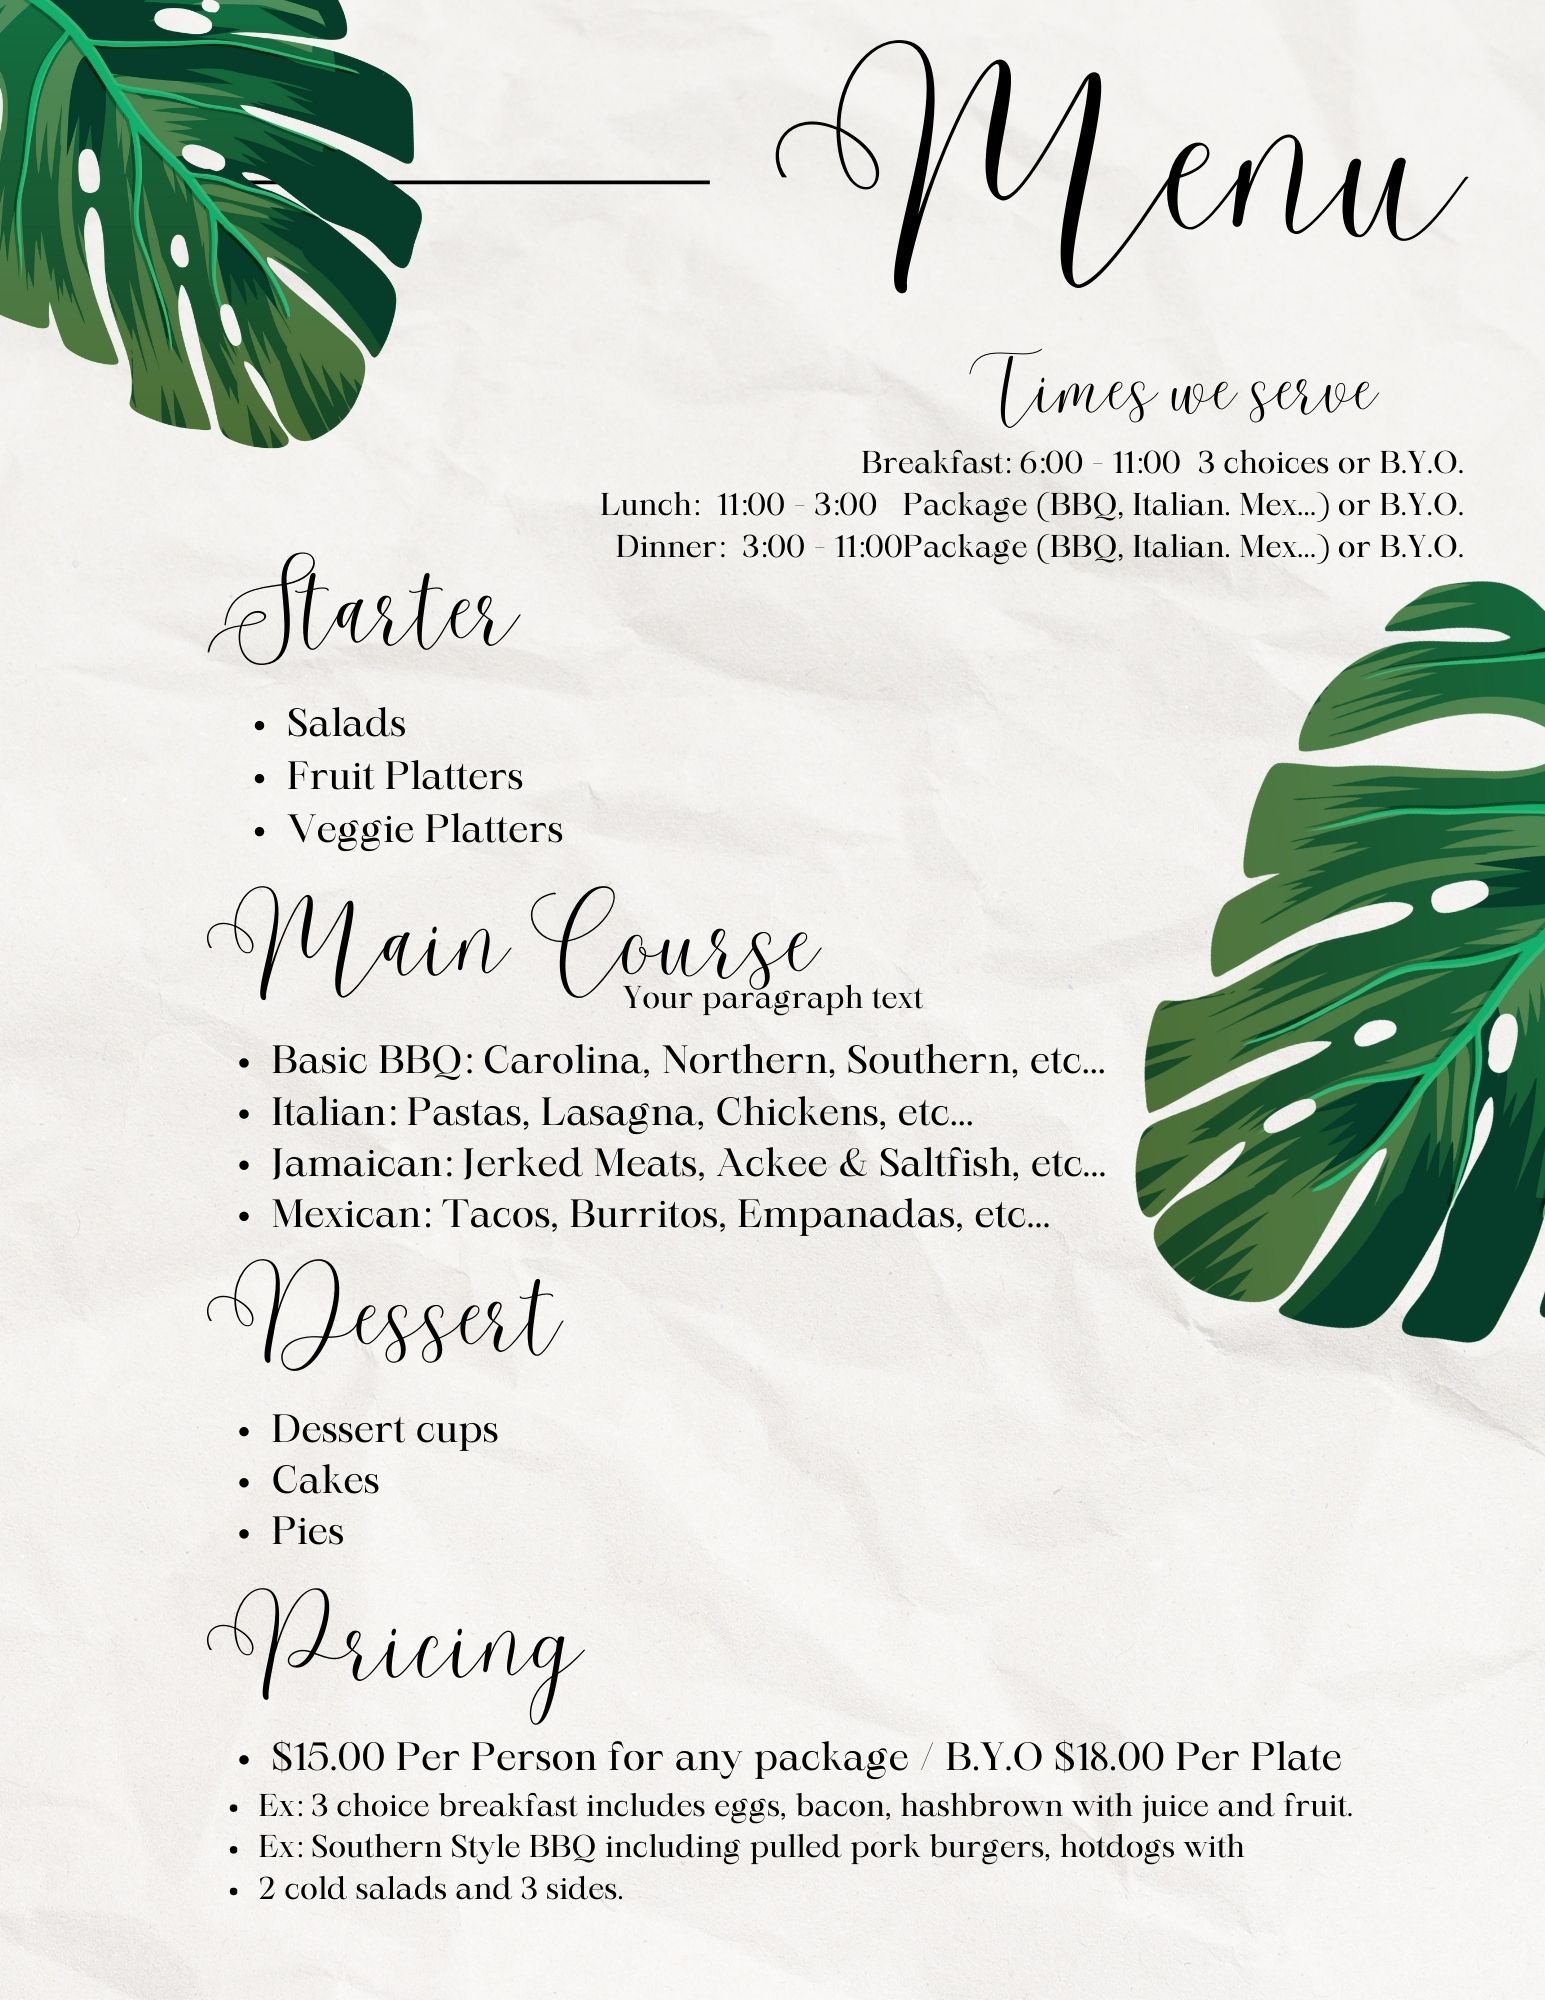 Menu
Times we serve
Breakfast: 6:00 - 11:00  3 choices or B.Y.O.
Lunch:  11:00 - 3:00   Package (BBQ, Italian. Mex...) or B.Y.O.
Dinner:  3:00 - 11:00Package (BBQ, Italian. Mex...) or B.Y.O.
Starter
• Salads
• Fruit Platters
• Veggie Platters
Main Course
Your paragraph text
• Basic BBQ: Carolina, Northern, Southern, etc...
• Italian: Pastas, Lasagna, Chickens, etc...
• Jamaican: Jerked Meats, Ackee & Saltfish, etc...
• Mexican: Tacos, Burritos, Empanadas, etc...
Dessert
• Dessert cups
• Cakes
• Pies
Pricing
• $15.00 Per Person for any package / B.Y.O $18.00 Per Plate
• Ex: 3 choice breakfast includes eggs, bacon, hashbrown with juice and fruit.
• Ex: Southern Style BBQ including pulled pork burgers, hotdogs with
• 2 cold salads and 3 sides.